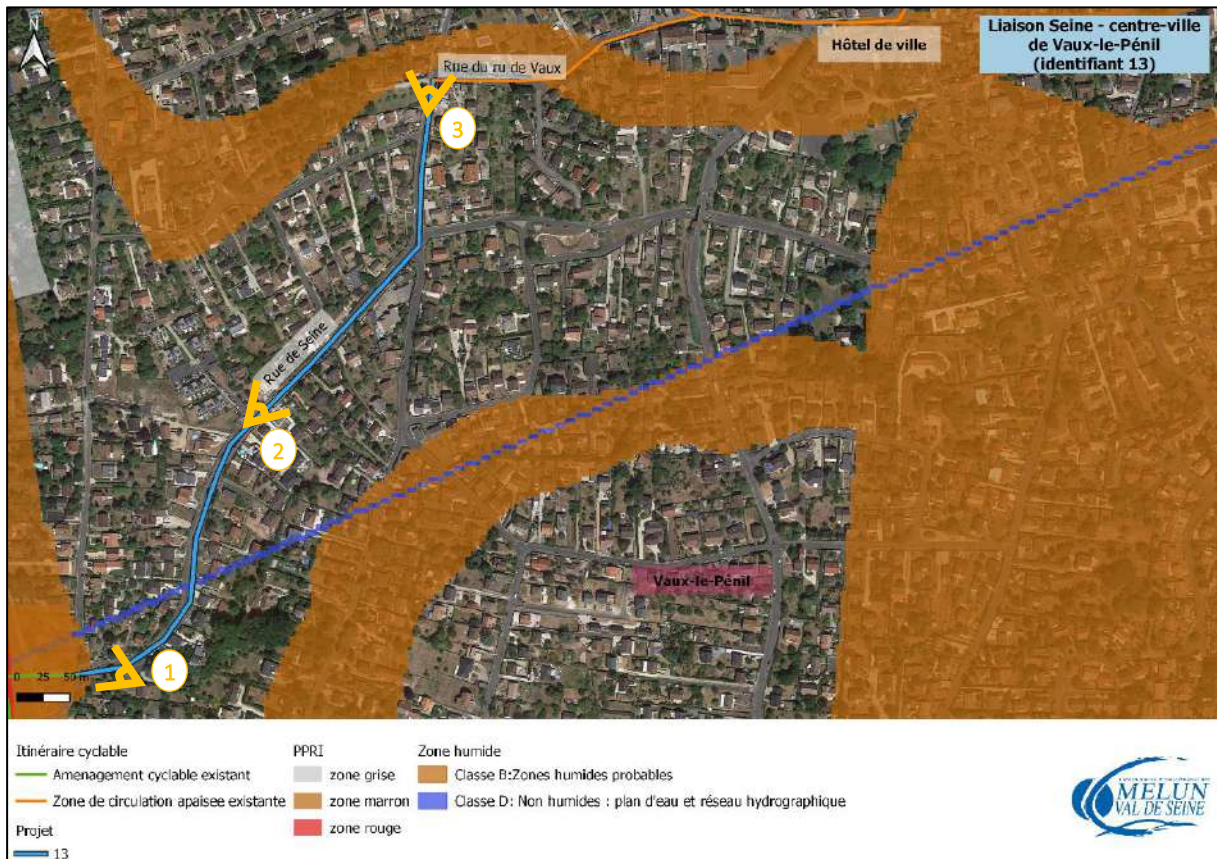 N
Liaison Seine - centre-ville
de Vaux-le-Pénil
(identifiant 13)
Hôtel de ville
Rue du ru de Vaux
3
Rue de Seine
2
Vaux-le-Pénil
1
0 25 50 m
Itinéraire cyclable
Amenagement cyclable existant
Zone de circulation apaisee existante
Projet
13
PPRI
zone grise
zone marron
zone rouge
Zone humide
Classe B:Zones humides probables
Classe D: Non humides : plan d'eau et réseau hydrographique
MELUN
VAL DE SEINE